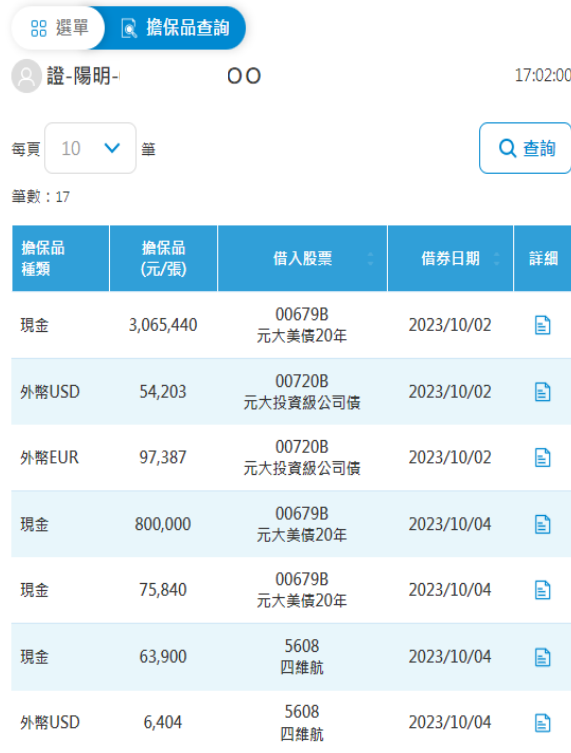 選單 擔保品查詢
證-陽明- OO 17:02:00
每頁 10 筆 查詢
筆數：17
擔保品種類 擔保品(元/張) 借入股票 借券日期 詳細
現金 3,065,440 00679B 2023/10/02
元大美債20年
外幣USD 54,203 00720B 2023/10/02
元大投資級公司債
外幣EUR 97,387 00720B 2023/10/02
元大投資級公司債
現金 800,000 00679B 2023/10/04
元大美債20年
現金 75,840 00679B 2023/10/04
元大美債20年
現金 63,900 5608 2023/10/04
四維航
外幣USD 6,404 5608 2023/10/04
四維航